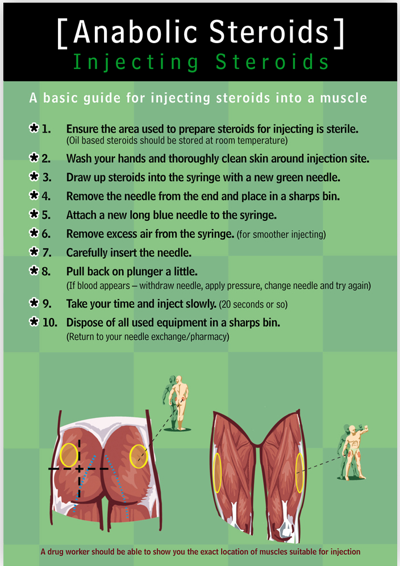 [Anabolic Steroids]
Injecting Steroids
A basic guide for injecting steroids into a muscle
* 1. Ensure the area used to prepare steroids for injecting is sterile.
(Oil based steroids should be stored at room temperature)
* 2. Wash your hands and thoroughly clean skin around injection site.
* 3. Draw up steroids into the syringe with a new green needle.
* 4. Remove the needle from the end and place in a sharps bin.
* 5. Attach a new long blue needle to the syringe.
* 6. Remove excess air from the syringe. (for smoother injecting)
* 7. Carefully insert the needle.
* 8. Pull back on plunger a little.
(If blood appears – withdraw needle, apply pressure, change needle and try again)
* 9. Take your time and inject slowly. (20 seconds or so)
* 10. Dispose of all used equipment in a sharps bin.
(Return to your needle exchange/pharmacy)
A drug worker should be able to show you the exact location of muscles suitable for injection